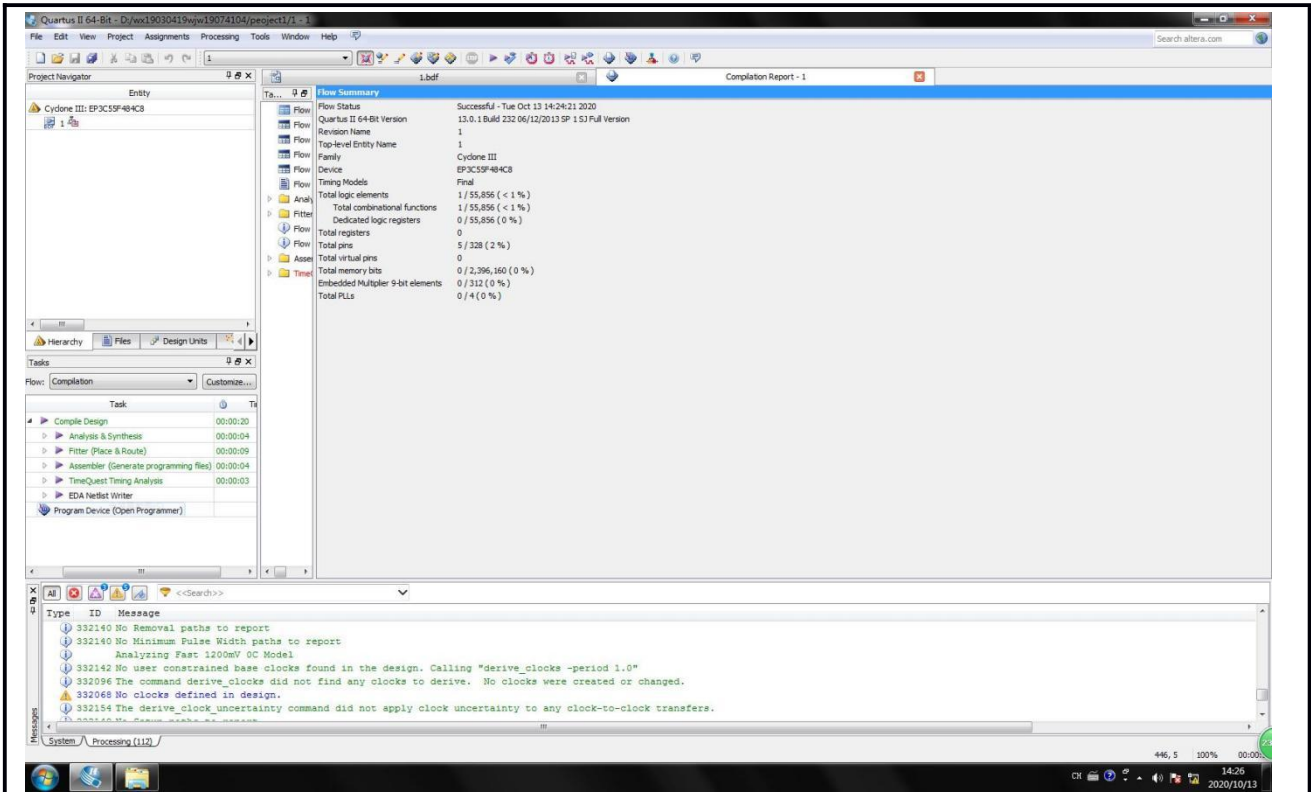 Quartus II 64-Bit - D:/wx19030419wjw19074104/peoject1/1 - 1
File Edit View Project Assignments Processing Tools Window Help
Search altera.com
1
Project Navigator
1.bdf
Compilation Report - 1
Entity
Cyclone III: EP3C55F484C8
1
Ta...
Flow
Flow
Flow
Flow
Flow
Flow
Analy
Fitter
Flow
Flow
Asse
Flow Summary
Flow Status Successful - Tue Oct 13 14:24:21 2020
Quartus II 64-Bit Version 13.0.1 Build 232 06/12/2013 SP 1 SJ Full Version
Revision Name 1
Top-level Entity Name 1
Family Cyclone III
Device EP3C55F484C8
Timing Models Final
Total logic elements 1 / 55,856 ( < 1 % )
Total combinational functions 1 / 55,856 ( < 1 % )
Dedicated logic registers 0 / 55,856 ( 0 % )
Total registers 0
Total pins 5 / 328 ( 2 % )
Total virtual pins 0
Total memory bits 0 / 2,396,160 ( 0 % )
Embedded Multiplier 9-bit elements 0 / 312 ( 0 % )
Total PLLs 0 / 4 ( 0 % )
Hierarchy Files Design Units
Tasks
Flow: Compilation Customize...
Task
Compile Design 00:00:20
Analysis & Synthesis 00:00:04
Fitter (Place & Route) 00:00:09
Assembler (Generate programming files) 00:00:04
TimeQuest Timing Analysis 00:00:03
EDA Netlist Writer
Program Device (Open Programmer)
All <<Search>>
Type ID Message
332140 No Removal paths to report
332140 No Minimum Pulse Width paths to report
Analyzing Fast 1200mV 0C Model
332142 No user constrained base clocks found in the design. Calling "derive_clocks -period 1.0"
332096 The command derive_clocks did not find any clocks to derive. No clocks were created or changed.
332068 No clocks defined in design.
332154 The derive_clock_uncertainty command did not apply clock uncertainty to any clock-to-clock transfers.
Messages
System Processing (112)
446, 5 100% 00:00
CH
14:26
2020/10/13